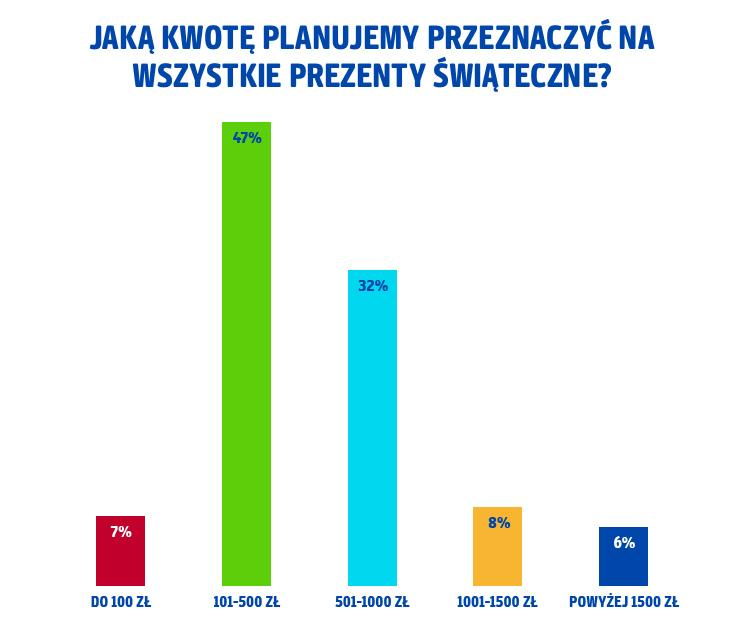 JAKĄ KWOTĘ PLANUJEMY PRZEZNACZYĆ NA
WSZYSTKIE PREZENTY ŚWIĄTECZNE?
47%
32%
7%
8%
6%
DO 100 ZŁ
101-500 ZŁ
501-1000 ZŁ
1001-1500 ZŁ
POWYŻEJ 1500 ZŁ